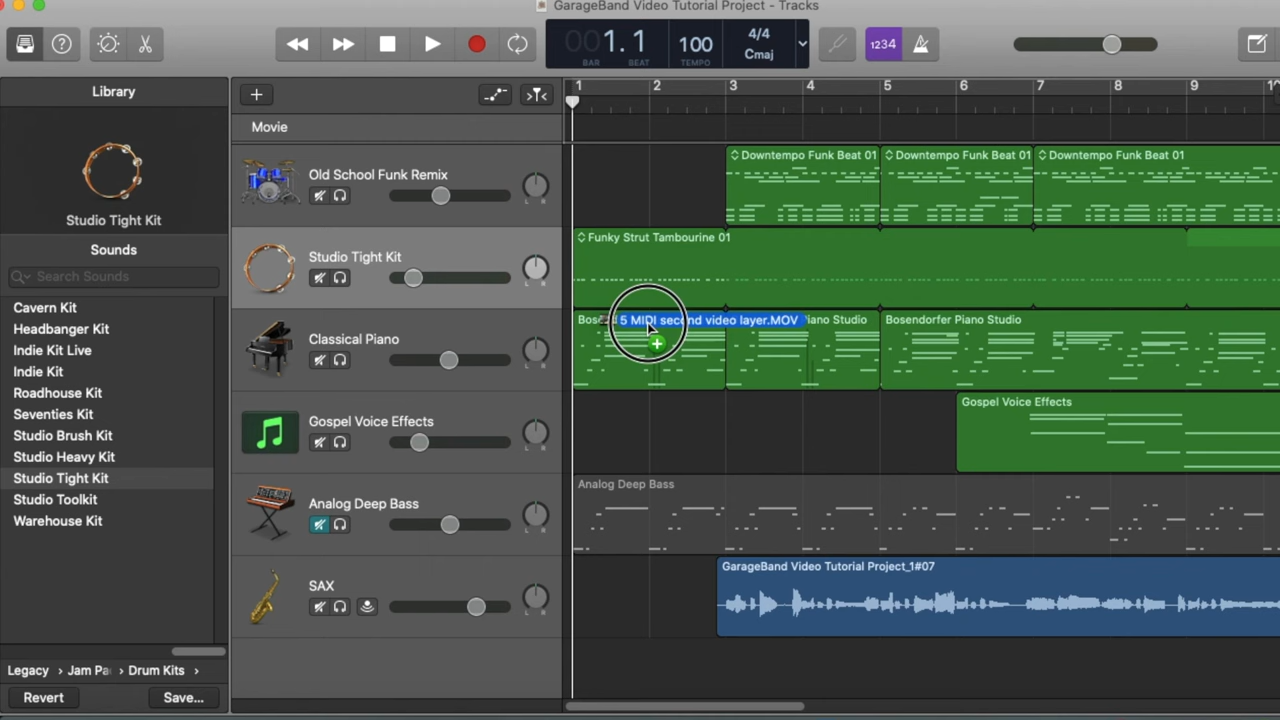 GarageBand Video Tutorial Project - Tracks
001.1
BAR
BEAT
100
TEMPO
4/4
Cmaj
1234
Library
Studio Tight Kit
Sounds
Search Sounds
Cavern Kit
Headbanger Kit
Indie Kit Live
Indie Kit
Roadhouse Kit
Seventies Kit
Studio Brush Kit
Studio Heavy Kit
Studio Tight Kit
Studio Toolkit
Warehouse Kit
Legacy › Jam Pa › Drum Kits ›
Revert
Save...
Movie
Old School Funk Remix
L R
Studio Tight Kit
L R
Classical Piano
L R
Gospel Voice Effects
L R
Analog Deep Bass
L R
SAX
L R
1 2 3 4 5 6 7 8 9 10
Downtempo Funk Beat 01
Downtempo Funk Beat 01
Downtempo Funk Beat 01
Funky Strut Tambourine 01
5 MIDI second video layer.MOV
Piano Studio
Bosendorfer Piano Studio
Gospel Voice Effects
Analog Deep Bass
GarageBand Video Tutorial Project_1#07